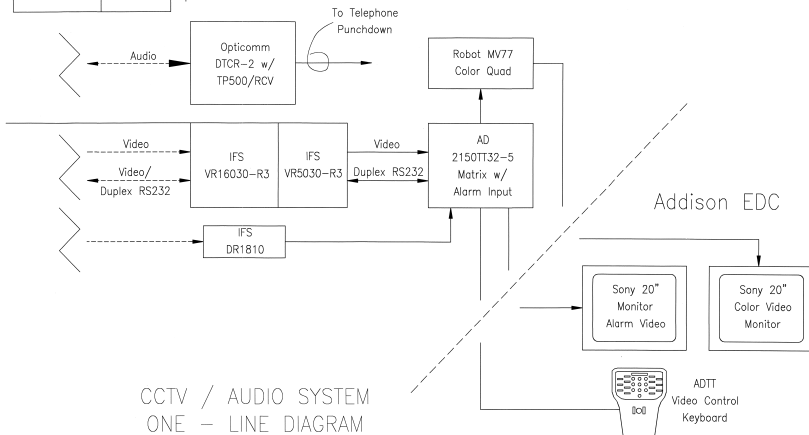 To Telephone
Punchdown
Audio
Opticomm
DTCR-2 w/
TP500/RCV
Robot MV77
Color Quad
Video
Video/
Duplex RS232
IFS
VR16030-R3
IFS
VR5030-R3
Video
Duplex RS232
AD
2150TT32-5
Matrix w/
Alarm Input
Addison EDC
IFS
DR1810
Sony 20"
Monitor
Alarm Video
Sony 20"
Color Video
Monitor
CCTV / AUDIO SYSTEM
ONE - LINE DIAGRAM
ADTT
Video Control
Keyboard